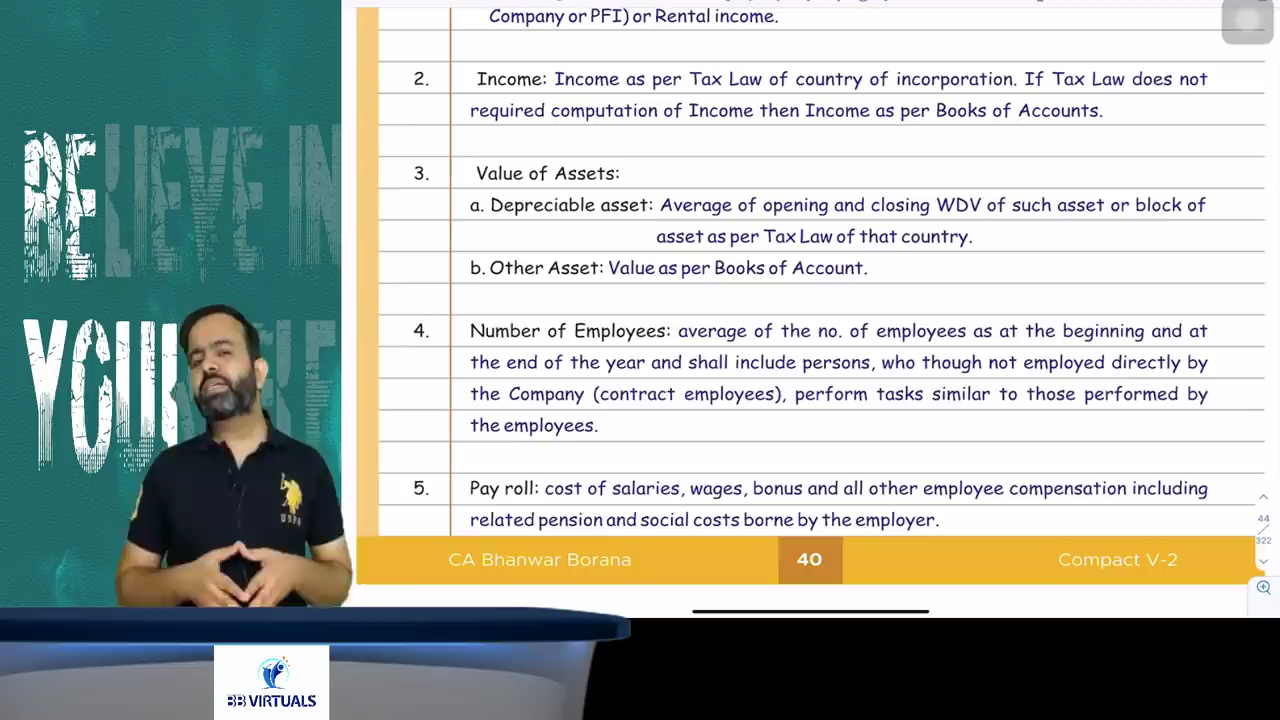 BELIEVE IN
YOUR
Company or PFI) or Rental income.
2. Income: Income as per Tax Law of country of incorporation. If Tax Law does not
required computation of Income then Income as per Books of Accounts.
3. Value of Assets:
a. Depreciable asset: Average of opening and closing WDV of such asset or block of
asset as per Tax Law of that country.
b. Other Asset: Value as per Books of Account.
4. Number of Employees: average of the no. of employees as at the beginning and at
the end of the year and shall include persons, who though not employed directly by
the Company (contract employees), perform tasks similar to those performed by
the employees.
5. Pay roll: cost of salaries, wages, bonus and all other employee compensation including
related pension and social costs borne by the employer.
44
322
CA Bhanwar Borana 40 Compact V-2
BB VIRTUALS